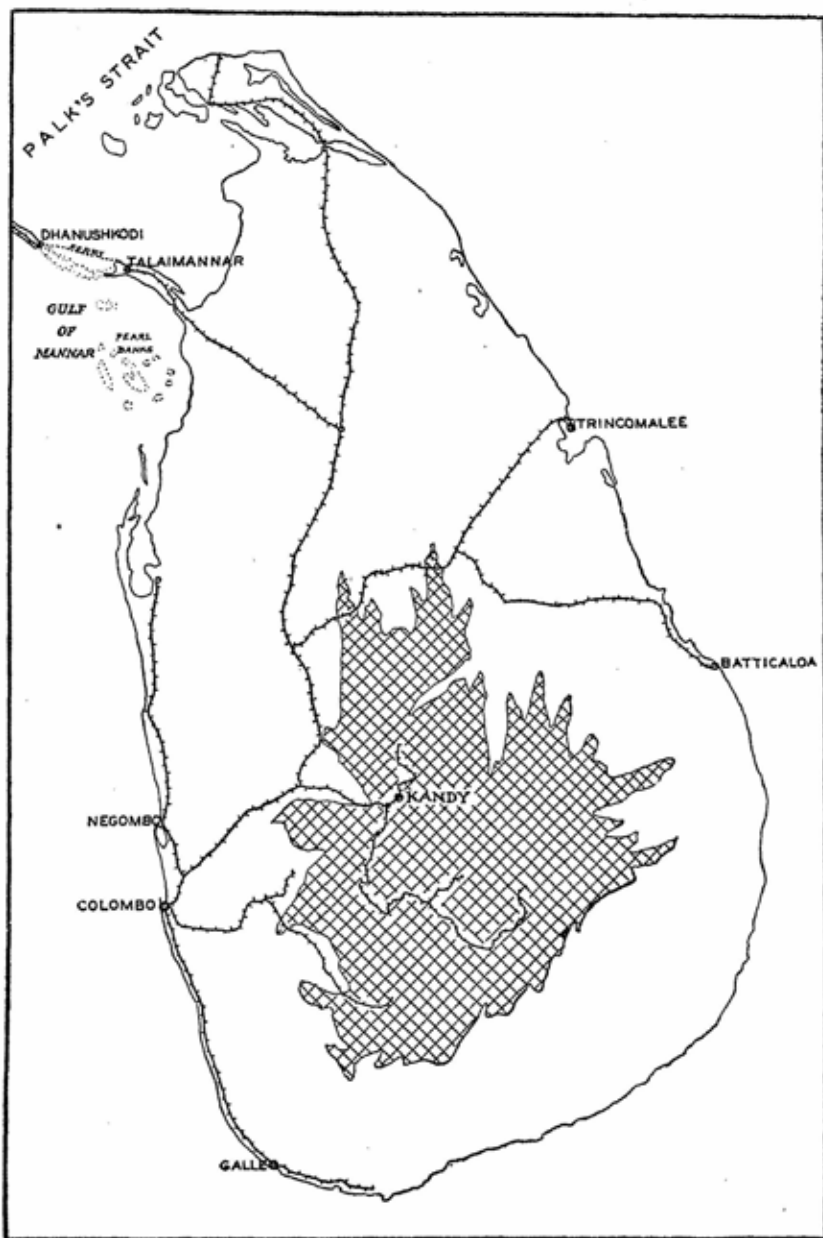 PALK'S STRAIT
DHANUSHKODI
FERRY
TALAIMANNAR
GULF
OF
MANNAR
PEARL
BANKS
TRINCOMALEE
BATTICALOA
KANDY
NEGOMBO
COLOMBO
GALLE